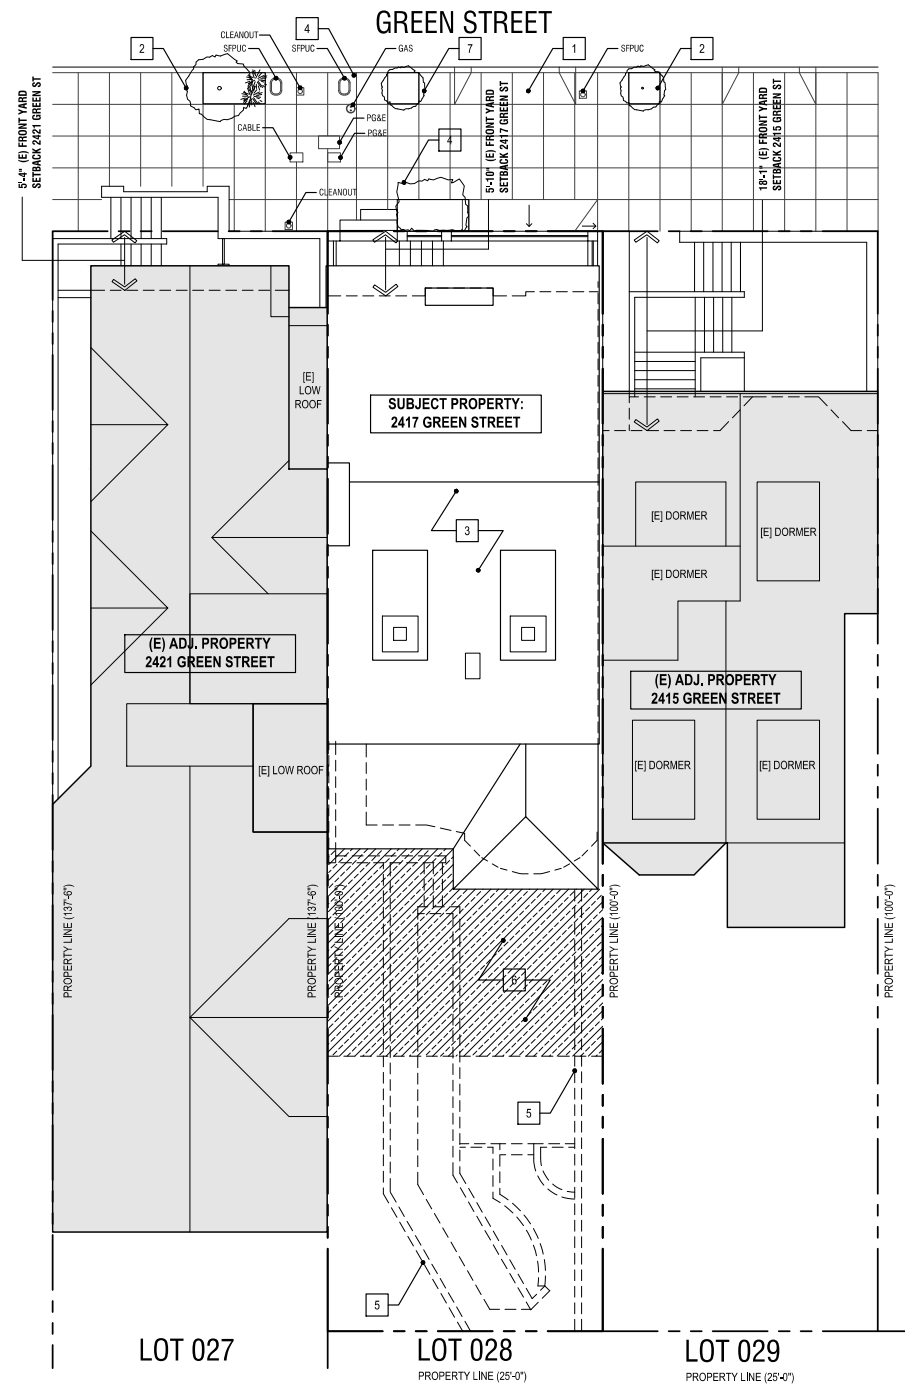 GREEN STREET
CLEANOUT
4
2
SFPUC
SFPUC
GAS
7
1
SFPUC
2
5'-4" (E) FRONT YARD
SETBACK 2421 GREEN ST
CABLE
PG&E
PG&E
4
5'-10" (E) FRONT YARD
SETBACK 2417 GREEN ST
18'-1" (E) FRONT YARD
SETBACK 2415 GREEN ST
CLEANOUT
[E]
LOW
ROOF
SUBJECT PROPERTY:
2417 GREEN STREET
3
[E] DORMER
[E] DORMER
[E] DORMER
(E) ADJ. PROPERTY
2421 GREEN STREET
(E) ADJ. PROPERTY
2415 GREEN STREET
[E] LOW ROOF
[E] DORMER
[E] DORMER
PROPERTY LINE (137'-6")
PROPERTY LINE (137'-6")
PROPERTY LINE (100'-0")
PROPERTY LINE (100'-0")
PROPERTY LINE (100'-0")
6
5
5
LOT 027
LOT 028
PROPERTY LINE (25'-0")
LOT 029
PROPERTY LINE (25'-0")